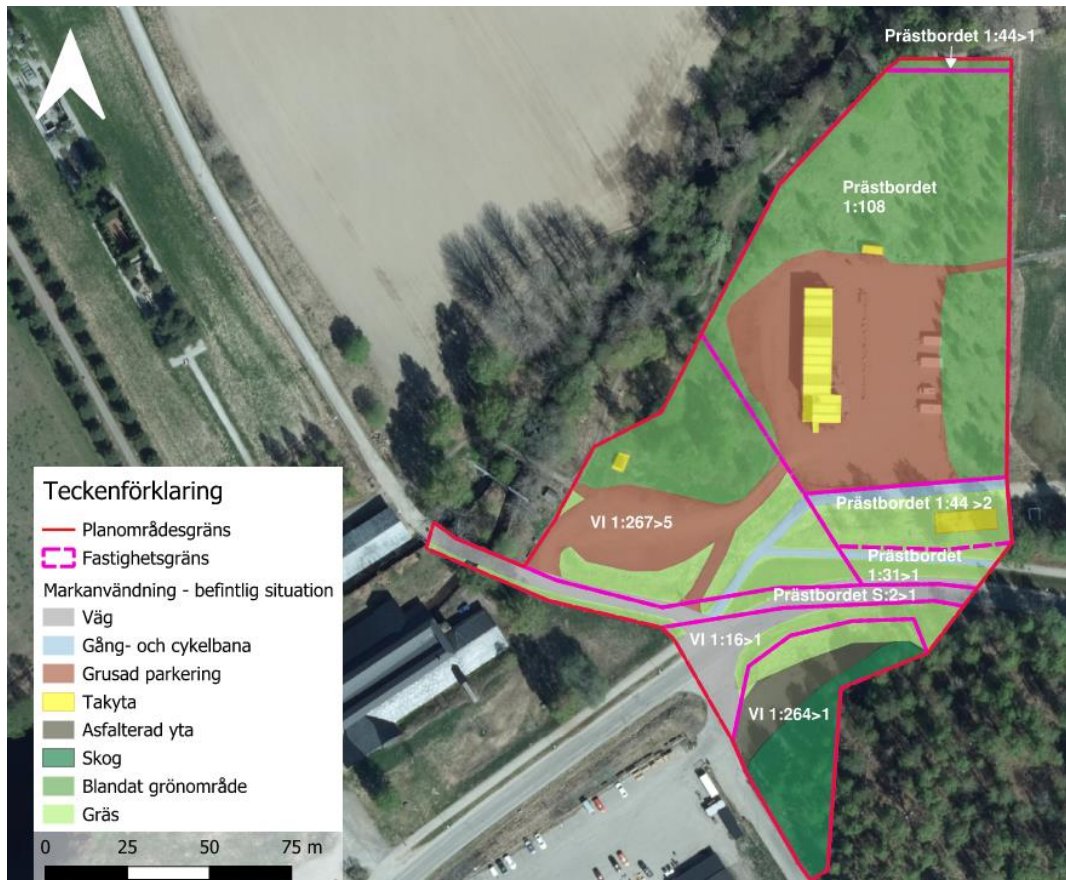 Prästbordet 1:44>1
Prästbordet
1:108
Prästbordet 1:44 >2
VI 1:267>5
Prästbordet
1:31>1
Prästbordet S:2>1
VI 1:16>1
VI 1:264>1
Teckenförklaring
Planområdesgräns
Fastighetsgräns
Markanvändning - befintlig situation
Väg
Gång- och cykelbana
Grusad parkering
Takyta
Asfalterad yta
Skog
Blandat grönområde
Gräs
0 25 50 75 m